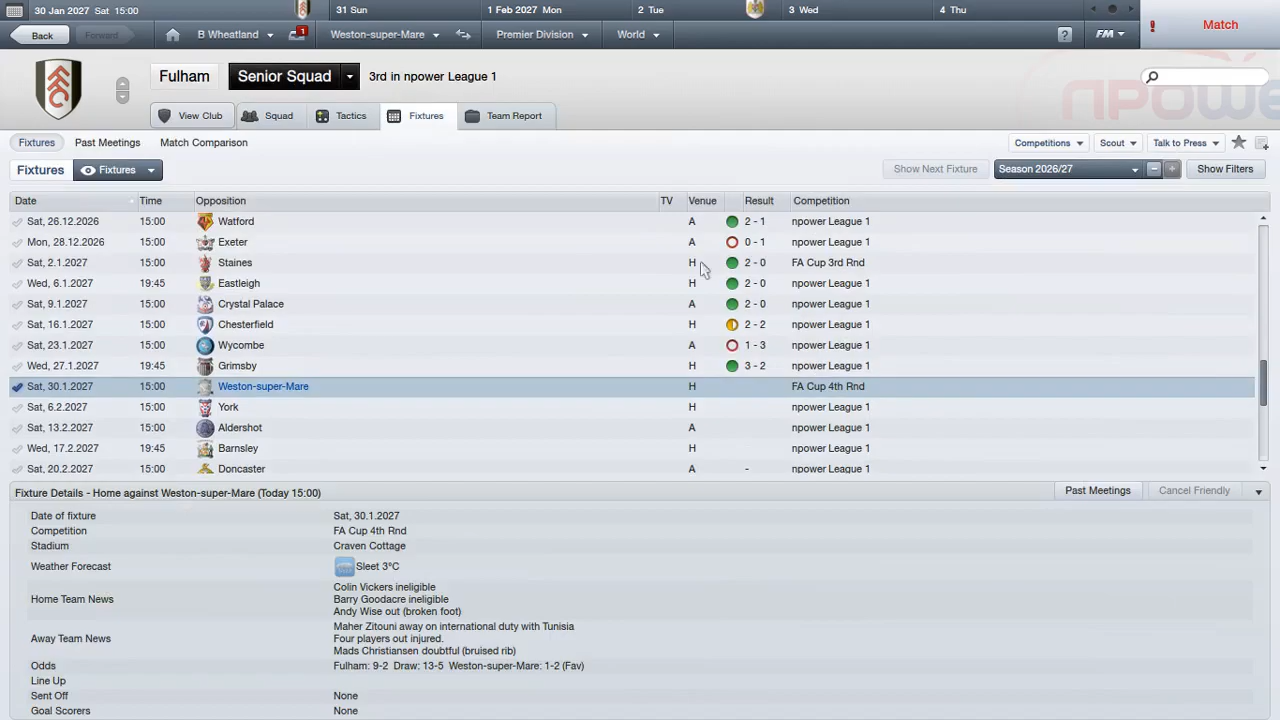 30 Jan 2027 Sat 15:00 31 Sun 1 Feb 2027 Mon 2 Tue 3 Wed 4 Thu
Back Forward B Wheatland 1 Weston-super-Mare Premier Division World ? FM ! Match
Fulham Senior Squad 3rd in npower League 1
View Club Squad Tactics Fixtures Team Report
Fixtures Past Meetings Match Comparison Competitions Scout Talk to Press
Fixtures Fixtures Show Next Fixture Season 2026/27 Show Filters
Date Time Opposition TV Venue Result Competition
Sat, 26.12.2026 15:00 Watford A 2 - 1 npower League 1
Mon, 28.12.2026 15:00 Exeter A 0 - 1 npower League 1
Sat, 2.1.2027 15:00 Staines H 2 - 0 FA Cup 3rd Rnd
Wed, 6.1.2027 19:45 Eastleigh H 2 - 0 npower League 1
Sat, 9.1.2027 15:00 Crystal Palace A 2 - 0 npower League 1
Sat, 16.1.2027 15:00 Chesterfield H 2 - 2 npower League 1
Sat, 23.1.2027 15:00 Wycombe A 1 - 3 npower League 1
Wed, 27.1.2027 19:45 Grimsby H 3 - 2 npower League 1
Sat, 30.1.2027 15:00 Weston-super-Mare H FA Cup 4th Rnd
Sat, 6.2.2027 15:00 York H npower League 1
Sat, 13.2.2027 15:00 Aldershot A npower League 1
Wed, 17.2.2027 19:45 Barnsley H npower League 1
Sat, 20.2.2027 15:00 Doncaster A - npower League 1
Fixture Details - Home against Weston-super-Mare (Today 15:00) Past Meetings Cancel Friendly
Date of fixture Sat, 30.1.2027
Competition FA Cup 4th Rnd
Stadium Craven Cottage
Weather Forecast Sleet 3°C
Colin Vickers ineligible
Home Team News Barry Goodacre ineligible
Andy Wise out (broken foot)
Maher Zitouni away on international duty with Tunisia
Away Team News Four players out injured.
Mads Christiansen doubtful (bruised rib)
Odds Fulham: 9-2 Draw: 13-5 Weston-super-Mare: 1-2 (Fav)
Line Up
Sent Off None
Goal Scorers None